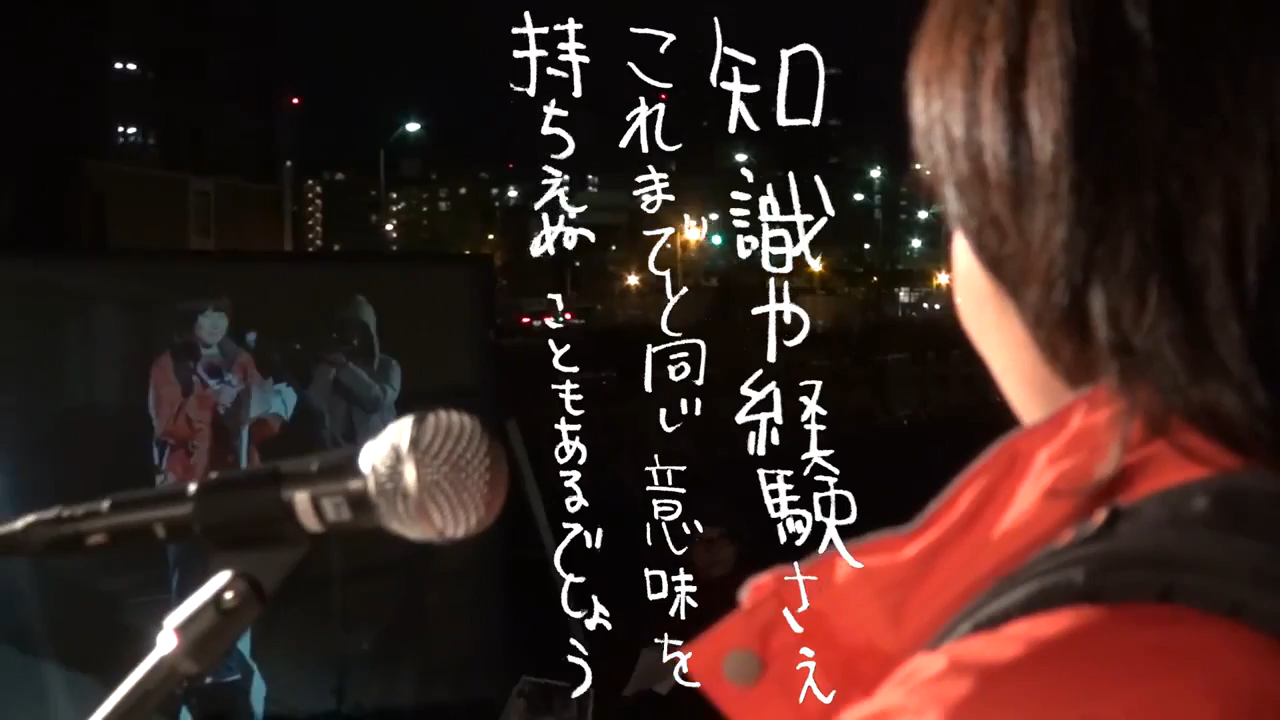 知識や経験さえ
これまでと同じ意味を
持ちえぬ こともあるでしょう